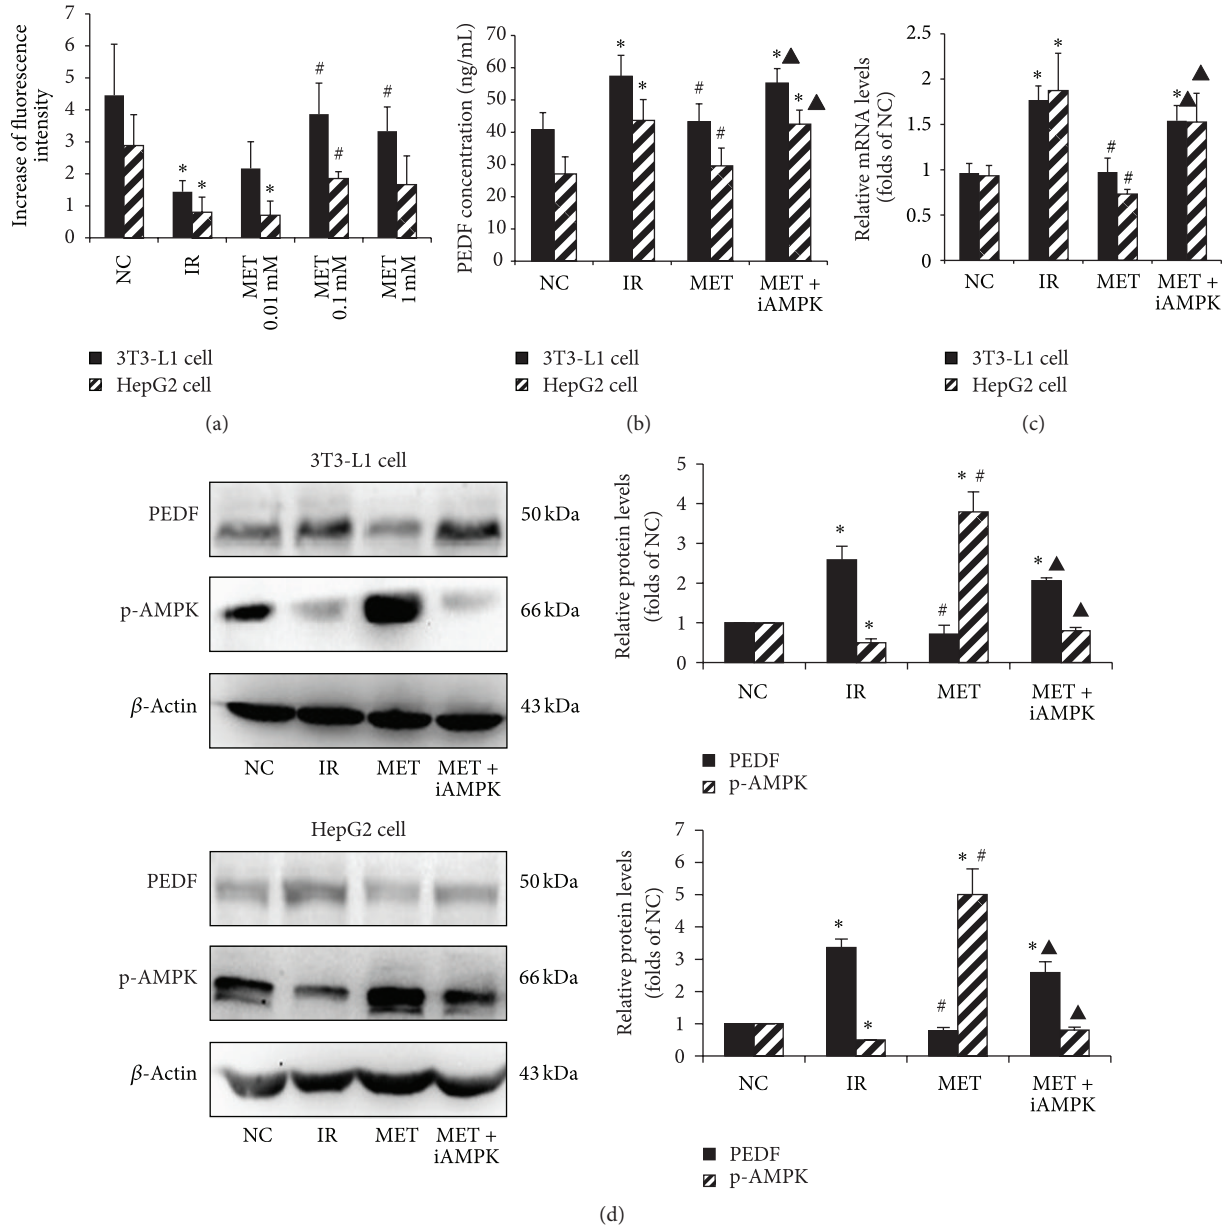 Increase of fluorescence
intensity
7
6
5
4
3
2
1
0
#
#
*
*
*
#
NC
IR
MET
0.01 mM
MET
0.1 mM
MET
1 mM
3T3-L1 cell
HepG2 cell
(a)
PEDF concentration (ng/mL)
70
60
50
40
30
20
10
0
*
*
#
#
*▲
*▲
NC
IR
MET
MET +
iAMPK
3T3-L1 cell
HepG2 cell
(b)
Relative mRNA levels
(folds of NC)
2.5
2
1.5
1
0.5
0
*
*
#
#
*▲
▲
NC
IR
MET
MET +
iAMPK
3T3-L1 cell
HepG2 cell
(c)
3T3-L1 cell
PEDF
50 kDa
p-AMPK
66 kDa
β-Actin
43 kDa
NC
IR
MET
MET +
iAMPK
Relative protein levels
(folds of NC)
5
4
3
2
1
0
*
*
#
* #
* ▲
▲
NC
IR
MET
MET +
iAMPK
PEDF
p-AMPK
HepG2 cell
PEDF
50 kDa
p-AMPK
66 kDa
β-Actin
43 kDa
NC
IR
MET
MET +
iAMPK
Relative protein levels
(folds of NC)
7
6
5
4
3
2
1
0
*
*
#
* #
* ▲
▲
NC
IR
MET
MET +
iAMPK
PEDF
p-AMPK
(d)